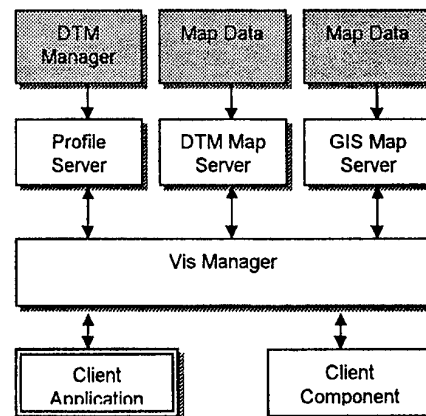 DTM
Manager
Map Data
Map Data
Profile
Server
DTM Map
Server
GIS Map
Server
Vis Manager
Client
Application
Client
Component